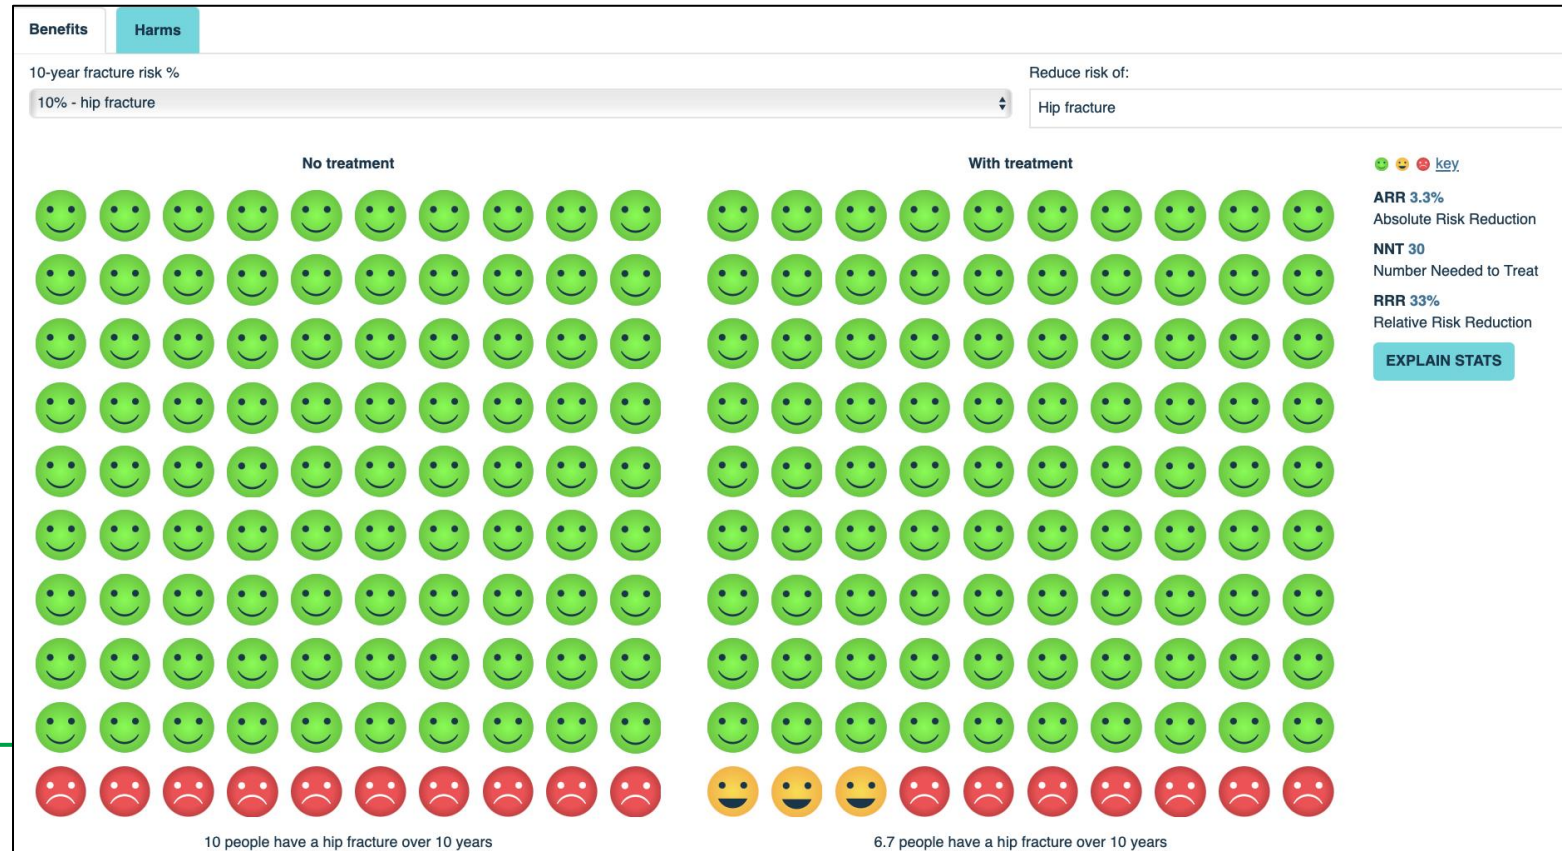 Benefits
Harms
10-year fracture risk %
Reduce risk of:
10% - hip fracture
Hip fracture
No treatment
With treatment
key
ARR 3.3%
Absolute Risk Reduction
NNT 30
Number Needed to Treat
RRR 33%
Relative Risk Reduction
EXPLAIN STATS
10 people have a hip fracture over 10 years
6.7 people have a hip fracture over 10 years